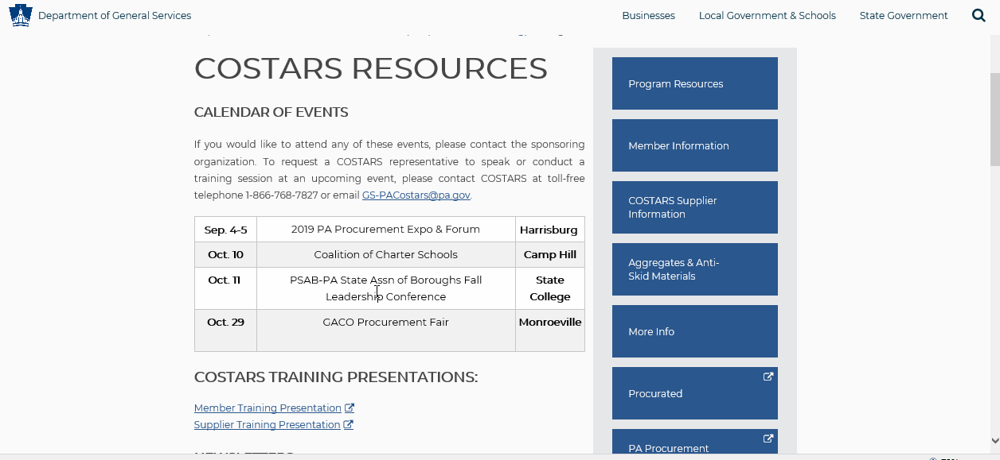 Department of General Services
Businesses
Local Government & Schools
State Government
COSTARS RESOURCES
CALENDAR OF EVENTS
If you would like to attend any of these events, please contact the sponsoring
organization. To request a COSTARS representative to speak or conduct a
training session at an upcoming event, please contact COSTARS at toll-free
telephone 1-866-768-7827 or email GS-PACostars@pa.gov.
Sep. 4-5
2019 PA Procurement Expo & Forum
Harrisburg
Oct. 10
Coalition of Charter Schools
Camp Hill
Oct. 11
PSAB-PA State Assn of Boroughs Fall
Leadership Conference
State
College
Oct. 29
GACO Procurement Fair
Monroeville
COSTARS TRAINING PRESENTATIONS:
Member Training Presentation
Supplier Training Presentation
Program Resources
Member Information
COSTARS Supplier
Information
Aggregates & Anti-
Skid Materials
More Info
Procurated
PA Procurement